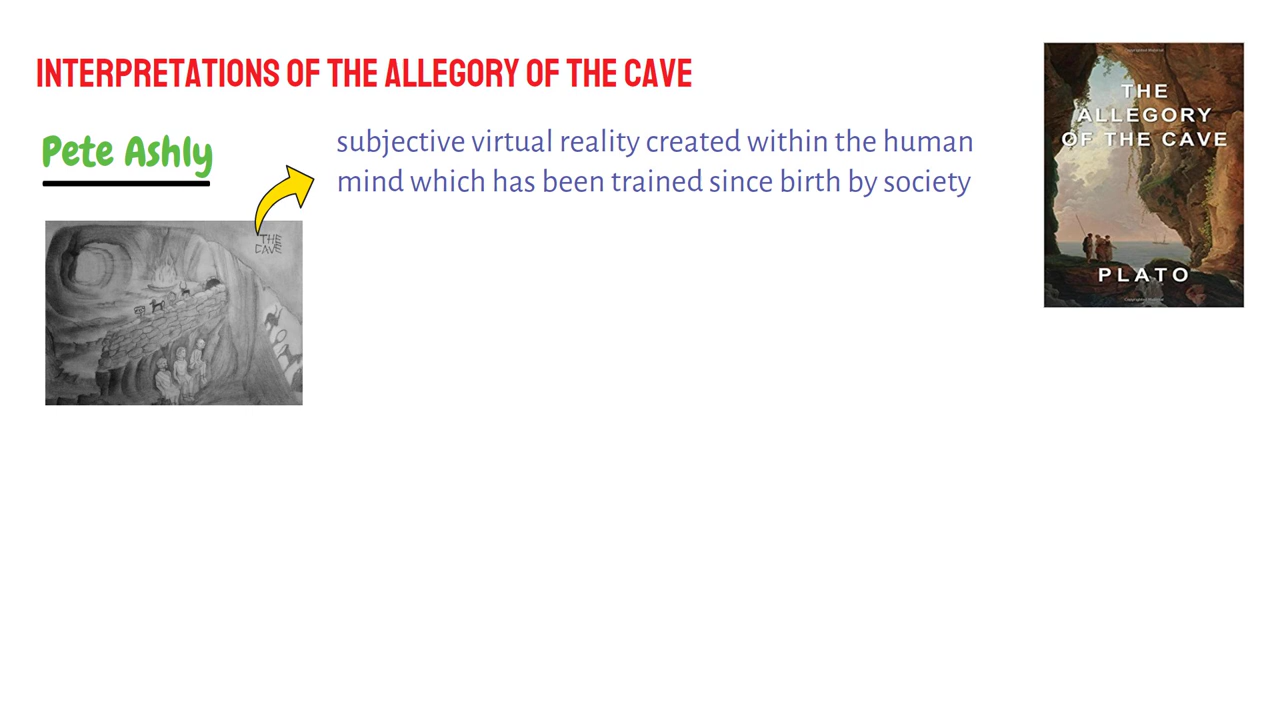 INTERPRETATIONS OF THE ALLEGORY OF THE CAVE
Pete Ashly
subjective virtual reality created within the human
mind which has been trained since birth by society
THE
CAVE
THE
ALLEGORY
OF THE CAVE
PLATO